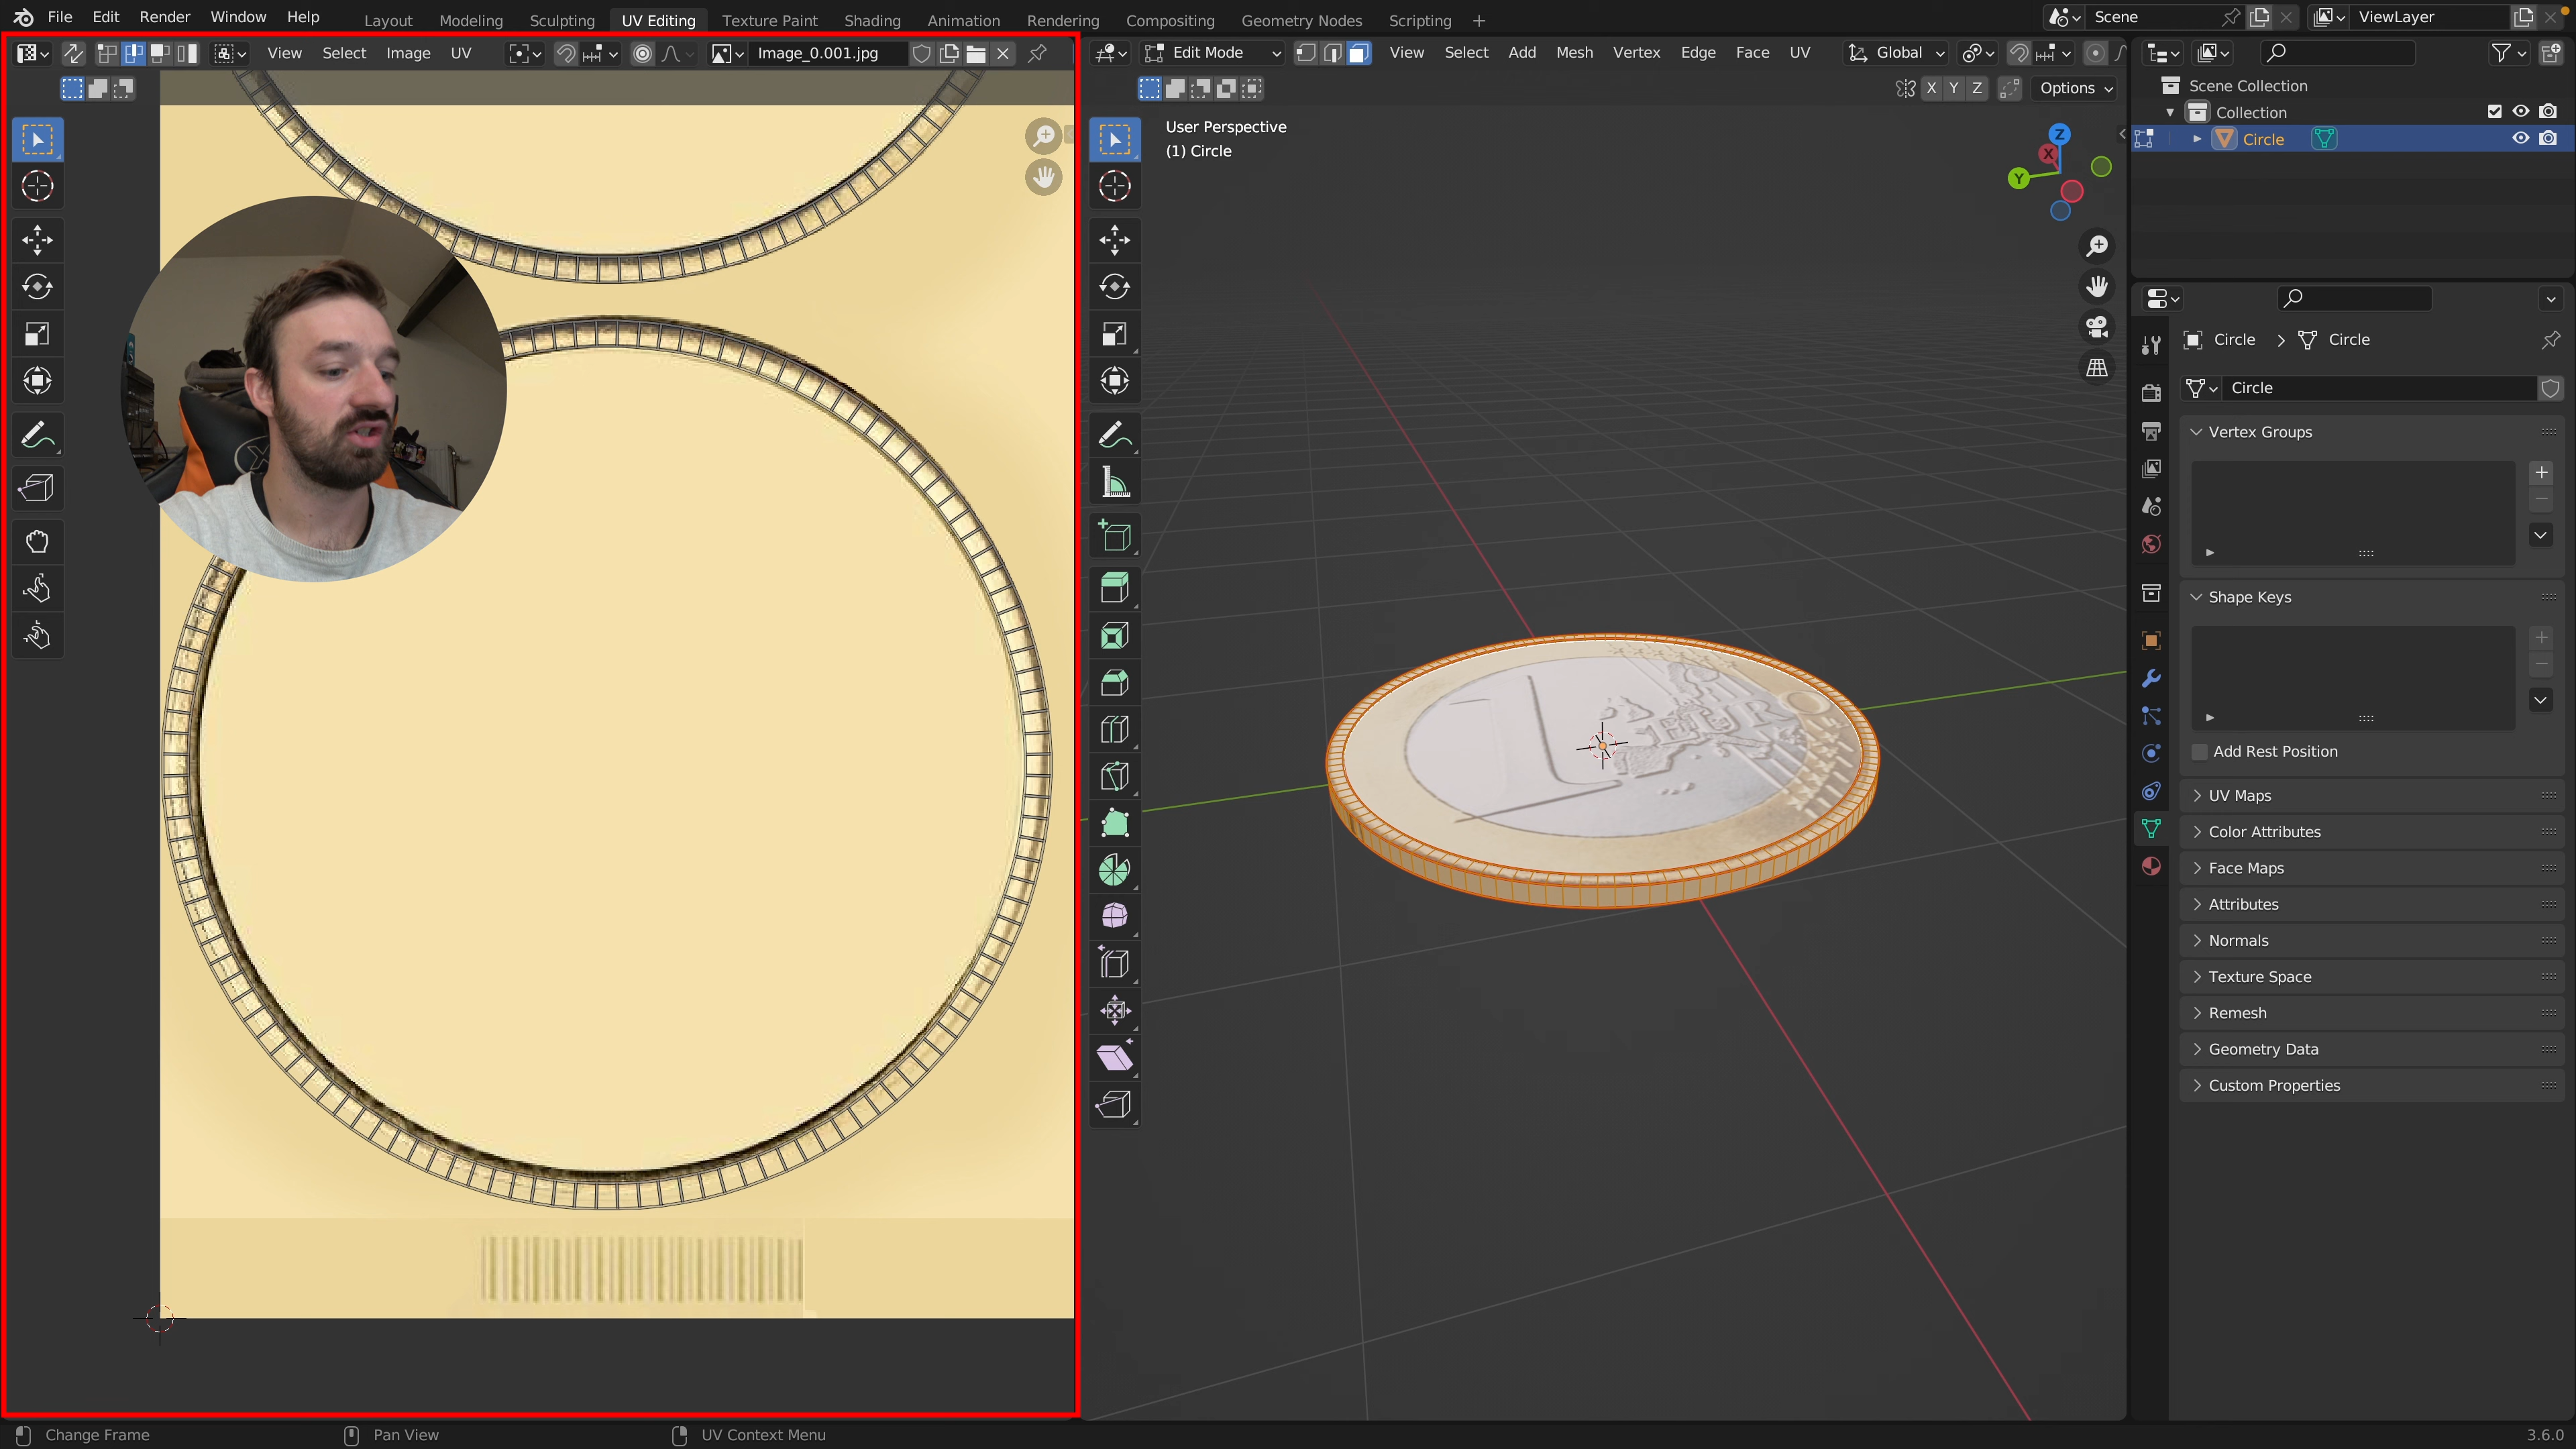 File Edit Render Window Help Layout Modeling Sculpting UV Editing Texture Paint Shading Animation Rendering Compositing Geometry Nodes Scripting + Scene ViewLayer
View Select Image UV Image_0.001.jpg Edit Mode View Select Add Mesh Vertex Edge Face UV Global
X Y Z Options
Scene Collection
Collection
Circle
User Perspective
(1) Circle
Z
X
Y
Circle > Circle
Circle
Vertex Groups
Shape Keys
Add Rest Position
UV Maps
Color Attributes
Face Maps
Attributes
Normals
Texture Space
Remesh
Geometry Data
Custom Properties
Change Frame Pan View UV Context Menu 3.6.0